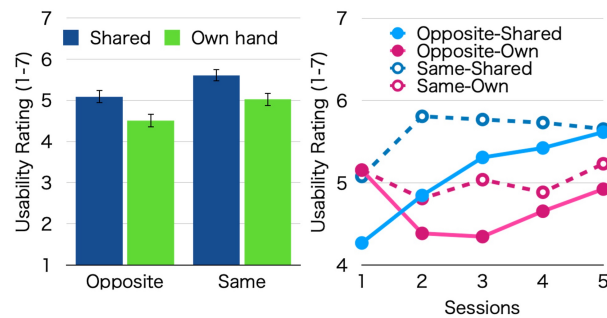 7
Shared
Own hand
6
5
4
3
2
1
Usability Rating (1-7)
Opposite
Same
7
6
5
4
Usability Rating (1-7)
Opposite-Shared
Opposite-Own
Same-Shared
Same-Own
1 2 3 4 5
Sessions